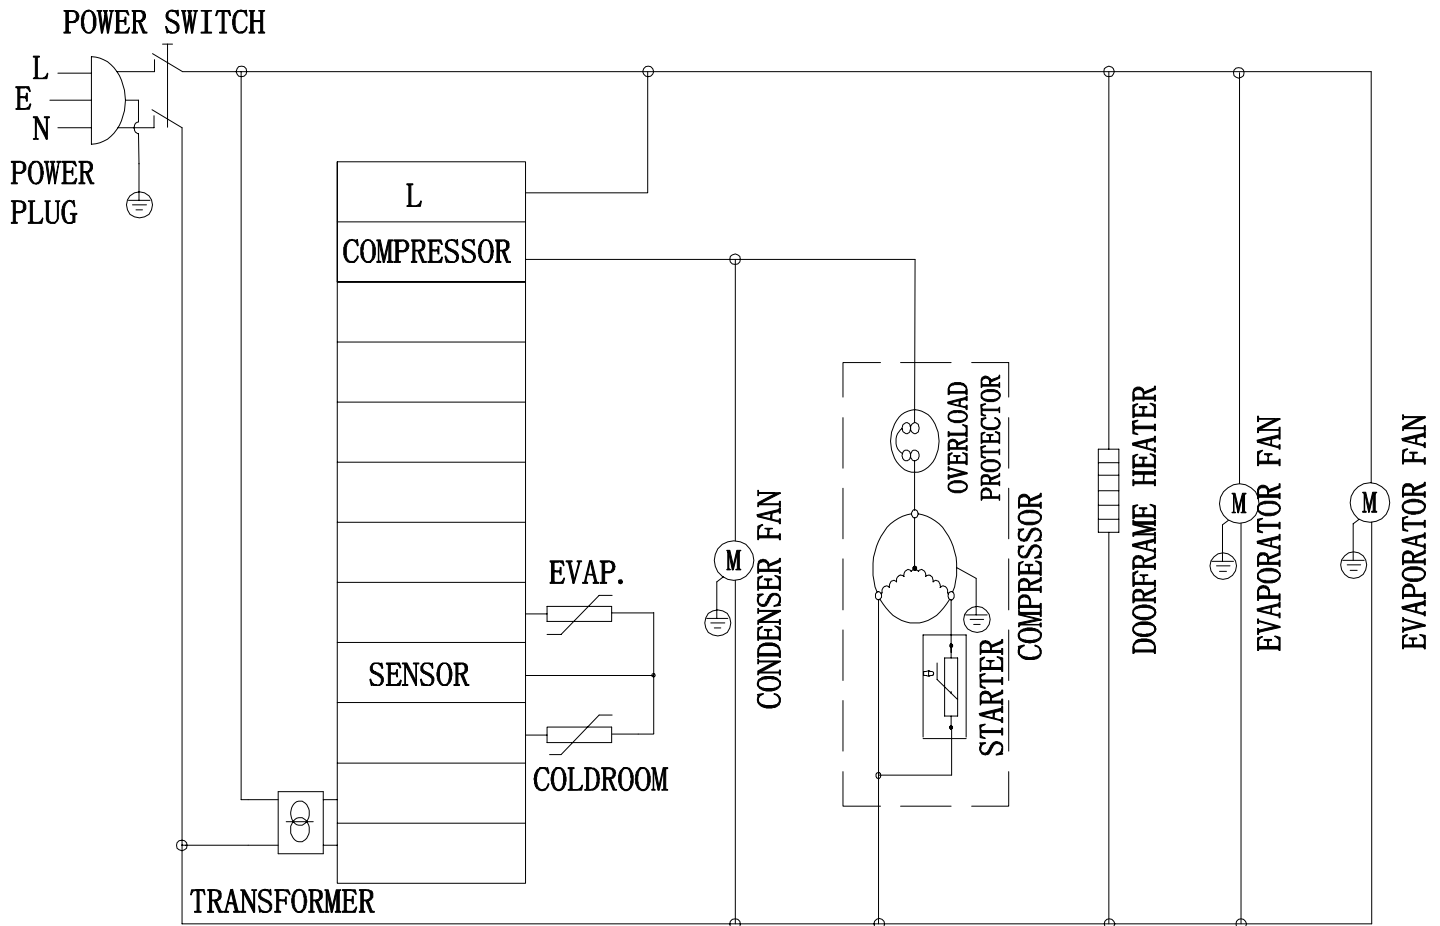 POWER SWITCH
L
E
N
POWER
PLUG
L
COMPRESSOR
SENSOR
EVAP.
COLDROOM
TRANSFORMER
M
CONDENSER FAN
OVERLOAD
PROTECTOR
STARTER
COMPRESSOR
DOORFRAME HEATER
M
EVAPORATOR FAN
M
EVAPORATOR FAN